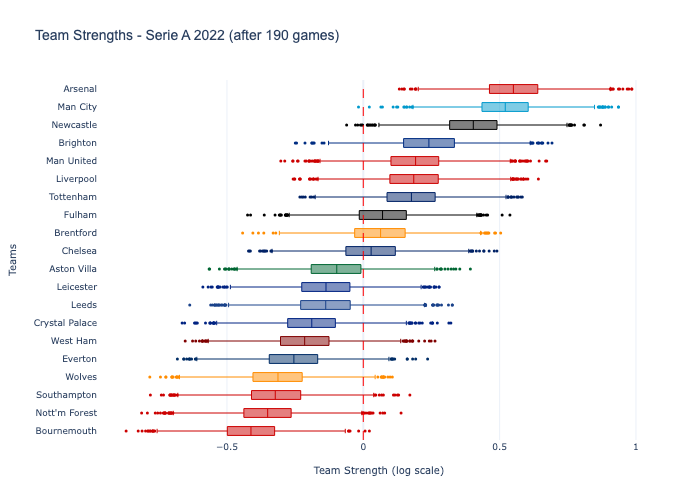 Team Strengths - Serie A 2022 (after 190 games)
Arsenal
Man City
Newcastle
Brighton
Man United
Liverpool
Tottenham
Fulham
Brentford
Chelsea
Aston Villa
Leicester
Leeds
Crystal Palace
West Ham
Everton
Wolves
Southampton
Nott'm Forest
Bournemouth
Teams
−0.5 0 0.5 1
Team Strength (log scale)